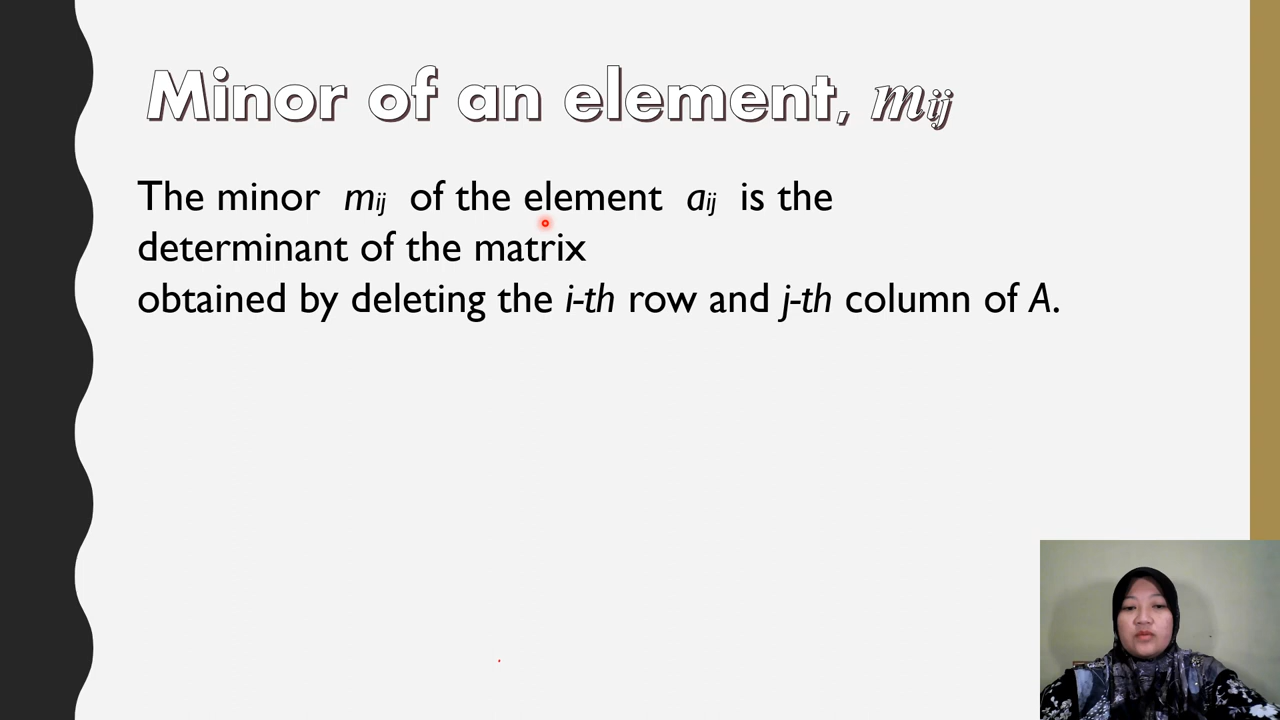 Minor of an element, mij
The minor mij of the element aij is the
determinant of the matrix
obtained by deleting the i-th row and j-th column of A.